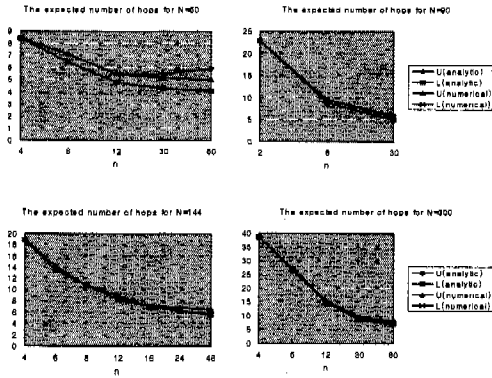 The expected number of hops for N=60
9
8
7
6
5
4
3
2
1
0
4 6 12 30 60
n
The expected number of hops for N=90
25
20
15
10
5
0
2 6 30
n
U(analytic)
L(analytic)
U(numerical)
L(numerical)
The expected number of hops for N=144
20
18
16
14
12
10
8
6
4
2
0
4 6 8 12 16 24 48
n
The expected number of hops for N=300
40
35
30
25
20
15
10
5
0
4 6 12 30 60
n
U(analytic)
L(analytic)
U(numerical)
L(numerical)